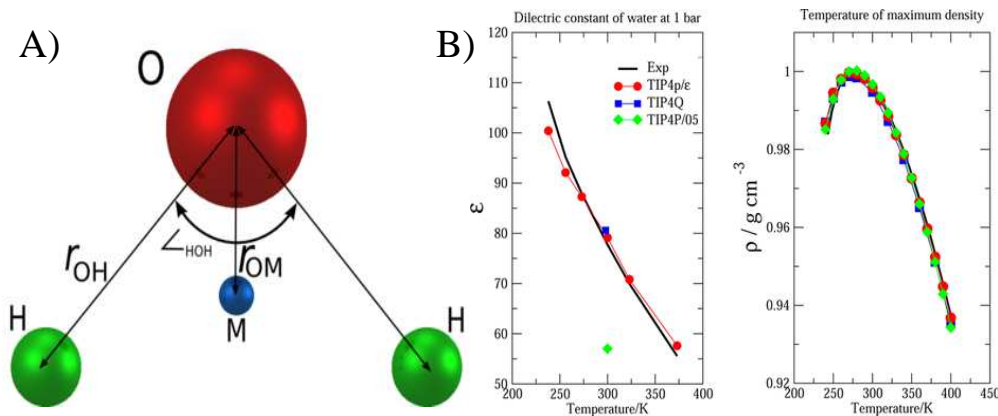 A)
O
r OH
∠HOH
r OM
H
M
H
B)
Dilectric constant of water at 1 bar
120
110
100
90
80
70
60
50
ε
Exp
TIP4p/ε
TIP4Q
TIP4P/05
200 250 300 350 400
Temperature/K
Temperature of maximum density
1
0.98
0.96
0.94
0.92
ρ / g cm -3
200 250 300 350 400 450
Temperature/K